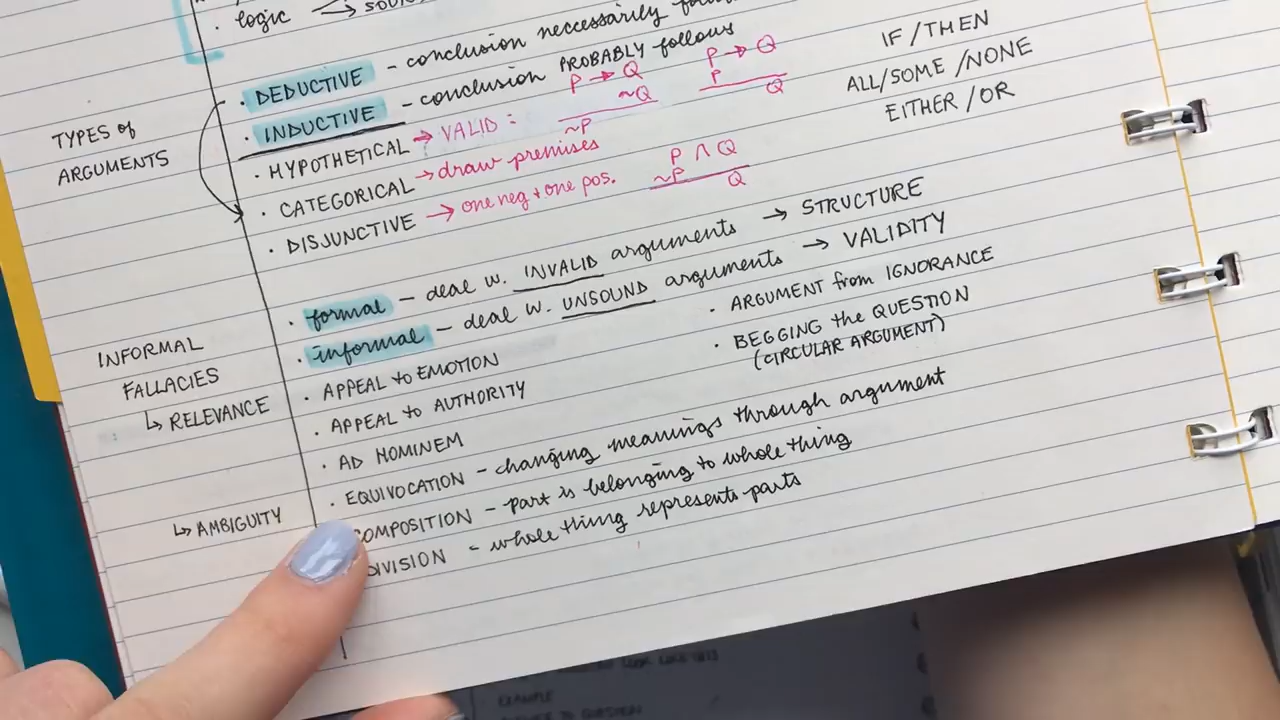 · logic →
· DEDUCTIVE - conclusion neccessarily
· INDUCTIVE - conclusion PROBABLY follows
TYPES of
ARGUMENTS
· HYPOTHETICAL → VALID :
P → Q
~Q
~P
P → Q
P
Q
IF / THEN
· CATEGORICAL → draw premises
ALL/SOME /NONE
· DISJUNCTIVE → one neg + one pos.
P ∧ Q
~P
Q
EITHER /OR
· formal - deal w. INVALID arguments → STRUCTURE
· informal - deal w. UNSOUND arguments → VALIDITY
INFORMAL
FALLACIES
↳ RELEVANCE
· APPEAL to EMOTION
· APPEAL to AUTHORITY
· AD HOMINEM
· ARGUMENT from IGNORANCE
· BEGGING the QUESTION
(CIRCULAR ARGUMENT)
↳ AMBIGUITY
· EQUIVOCATION - changing meanings through argument
COMPOSITION - part is belonging to whole thing
DIVISION - whole thing represents parts
EXAMPLE